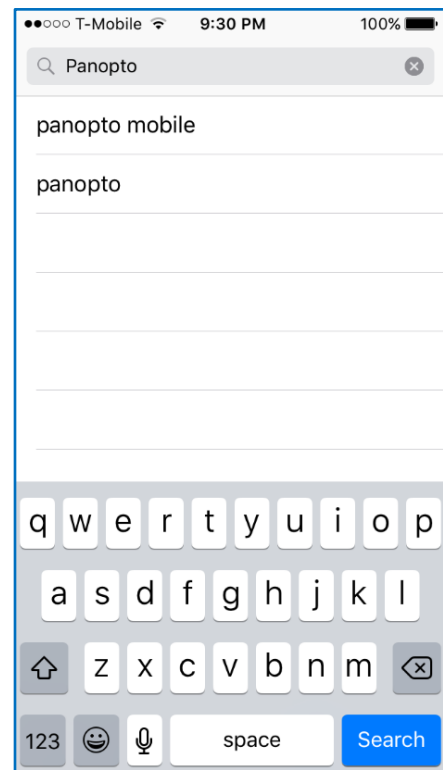 T-Mobile 9:30 PM 100%
Panopto
panopto mobile
panopto
q w e r t y u i o p
a s d f g h j k l
z x c v b n m
123 space Search